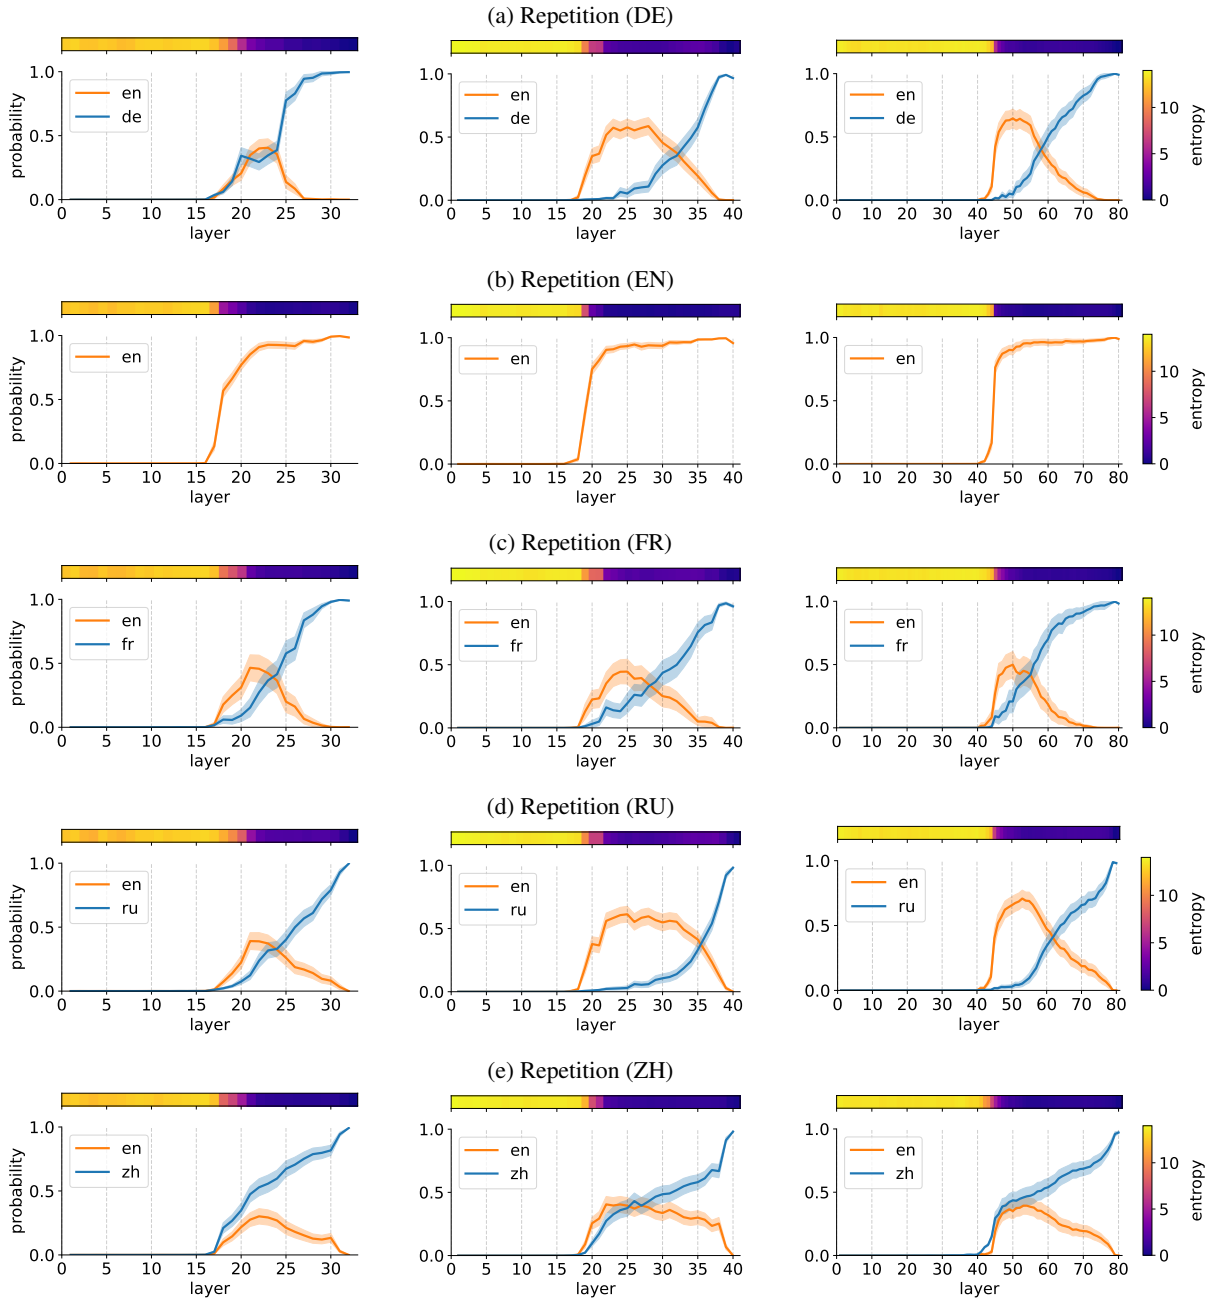 (a) Repetition (DE)
1.0
0.5
0.0
probability
en
de
0 5 10 15 20 25 30
layer
1.0
0.5
0.0
en
de
0 5 10 15 20 25 30 35 40
layer
1.0
0.5
0.0
en
de
0 10 20 30 40 50 60 70 80
layer
10
5
0
entropy
(b) Repetition (EN)
1.0
0.5
0.0
probability
en
0 5 10 15 20 25 30
layer
1.0
0.5
0.0
en
0 5 10 15 20 25 30 35 40
layer
1.0
0.5
0.0
en
0 10 20 30 40 50 60 70 80
layer
10
5
0
entropy
(c) Repetition (FR)
1.0
0.5
0.0
probability
en
fr
0 5 10 15 20 25 30
layer
1.0
0.5
0.0
en
fr
0 5 10 15 20 25 30 35 40
layer
1.0
0.5
0.0
en
fr
0 10 20 30 40 50 60 70 80
layer
10
5
0
entropy
(d) Repetition (RU)
1.0
0.5
0.0
probability
en
ru
0 5 10 15 20 25 30
layer
1.0
0.5
0.0
en
ru
0 5 10 15 20 25 30 35 40
layer
1.0
0.5
0.0
en
ru
0 10 20 30 40 50 60 70 80
layer
10
5
0
entropy
(e) Repetition (ZH)
1.0
0.5
0.0
probability
en
zh
0 5 10 15 20 25 30
layer
1.0
0.5
0.0
en
zh
0 5 10 15 20 25 30 35 40
layer
1.0
0.5
0.0
en
zh
0 10 20 30 40 50 60 70 80
layer
10
5
0
entropy